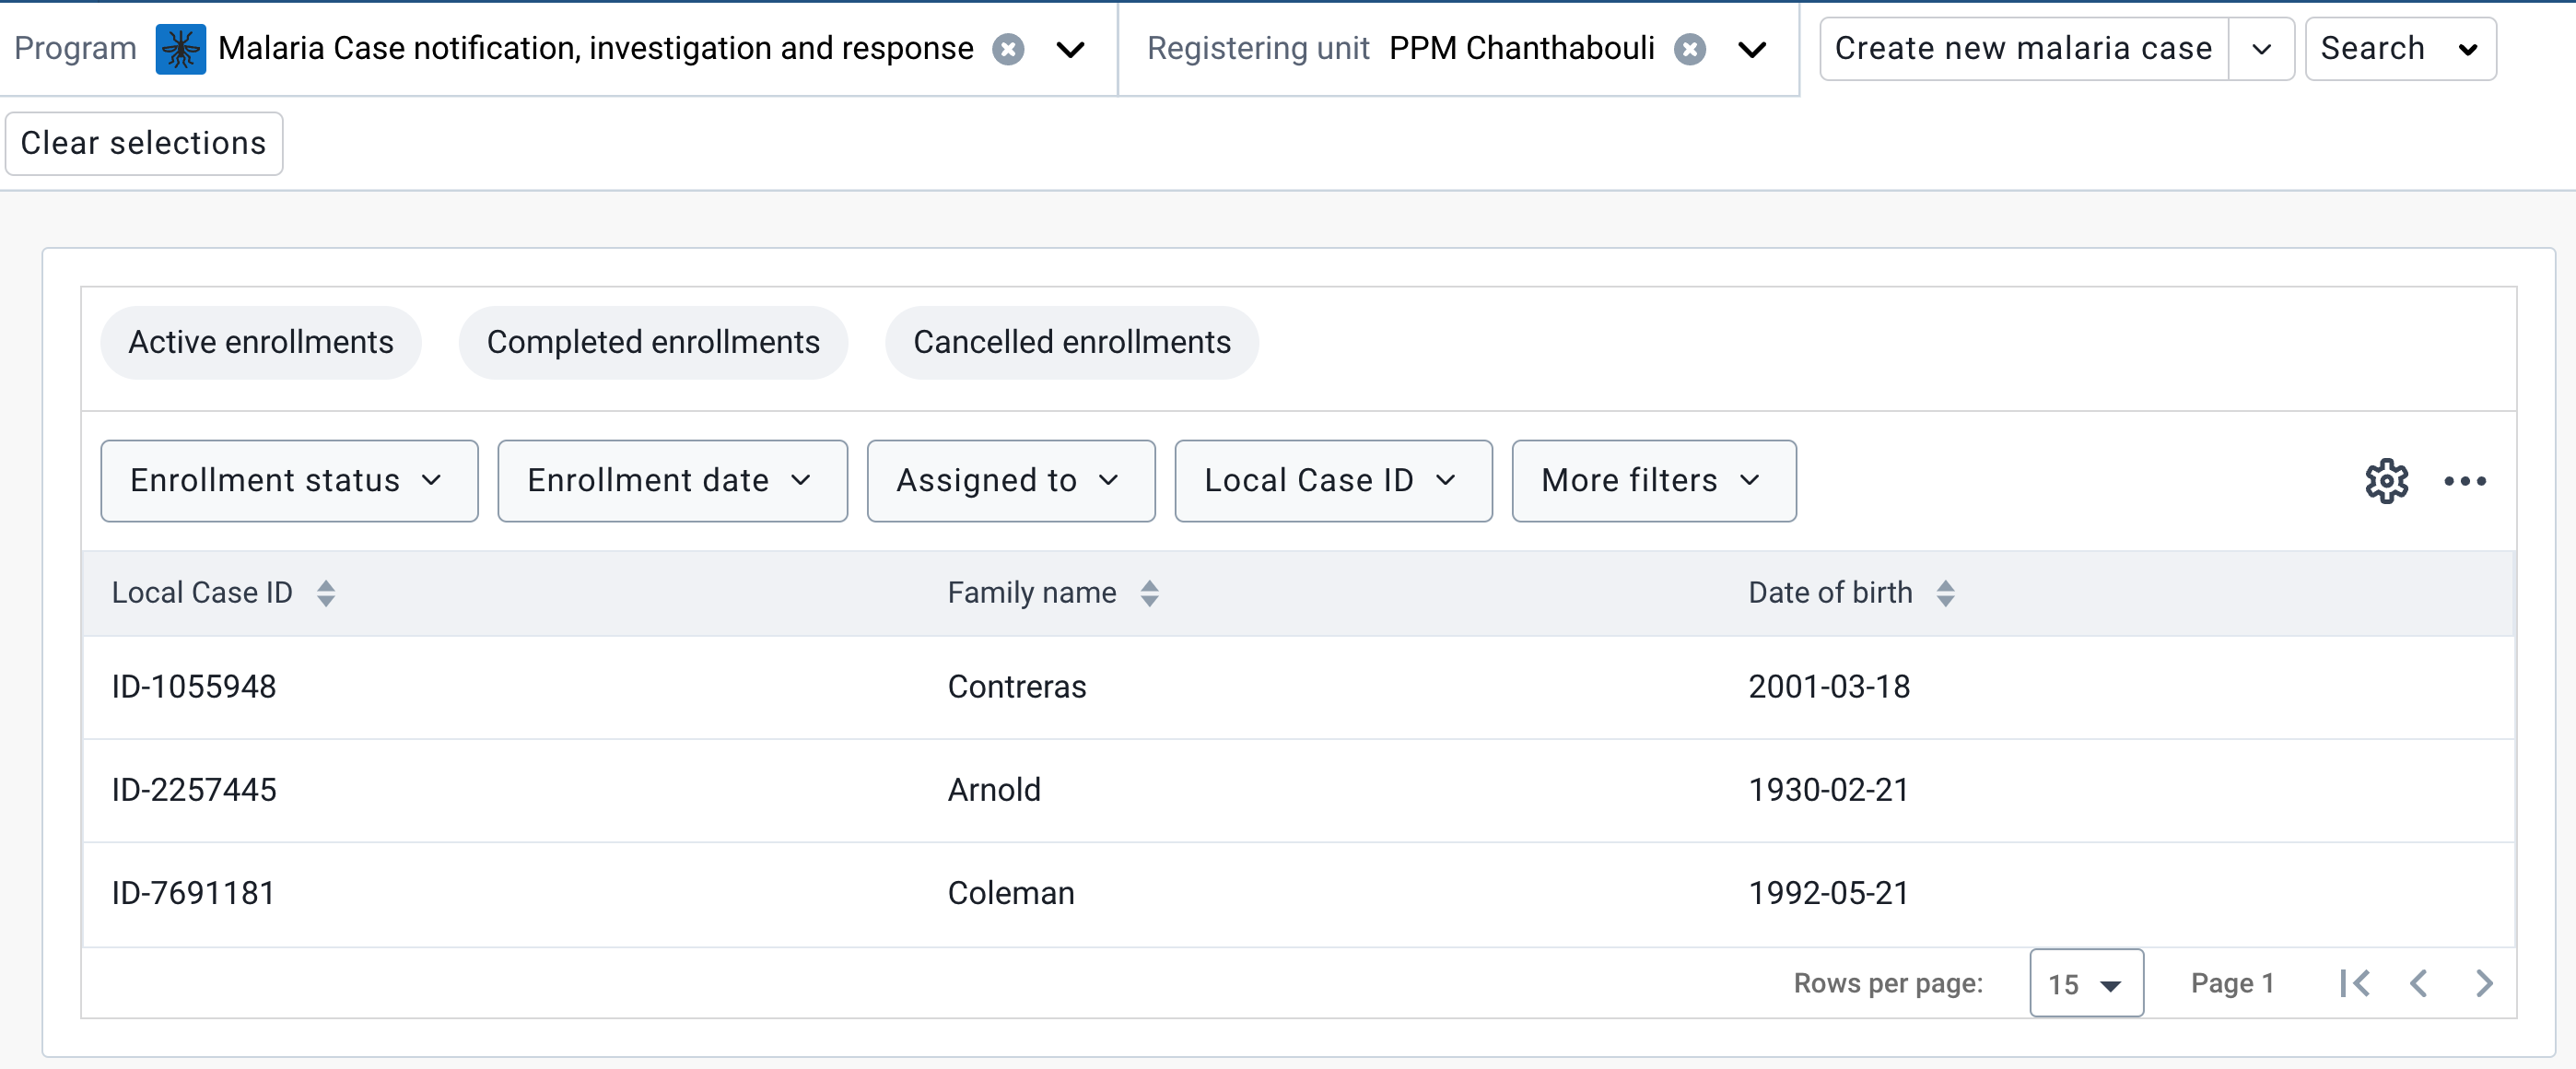 Program Malaria Case notification, investigation and response Registering unit PPM Chanthabouli Create new malaria case Search
Clear selections
Active enrollments Completed enrollments Cancelled enrollments
Enrollment status Enrollment date Assigned to Local Case ID More filters
Local Case ID Family name Date of birth
ID-1055948 Contreras 2001-03-18
ID-2257445 Arnold 1930-02-21
ID-7691181 Coleman 1992-05-21
Rows per page: 15 Page 1